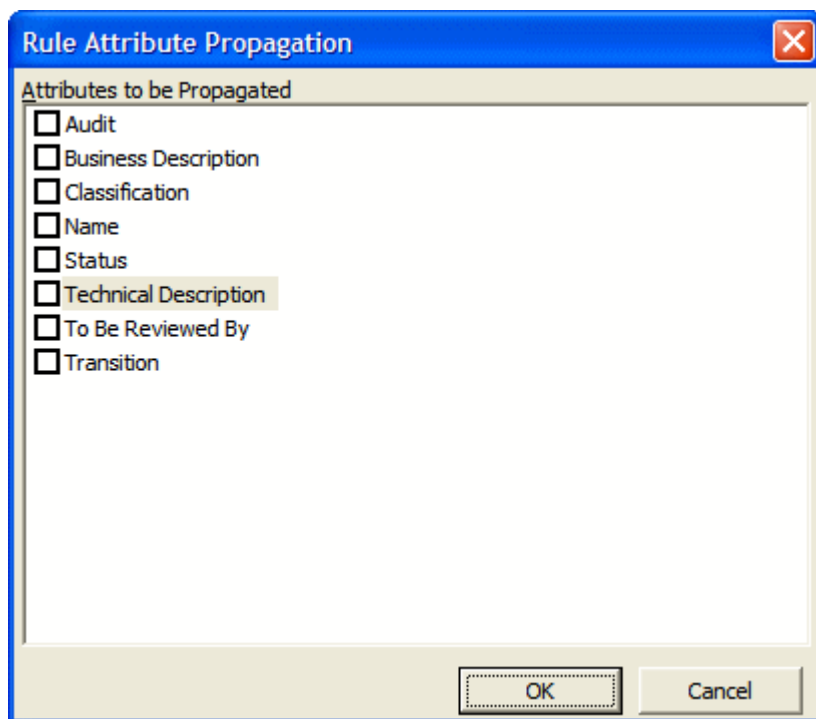 Rule Attribute Propagation
Attributes to be Propagated
Audit
Business Description
Classification
Name
Status
Technical Description
To Be Reviewed By
Transition
OK Cancel